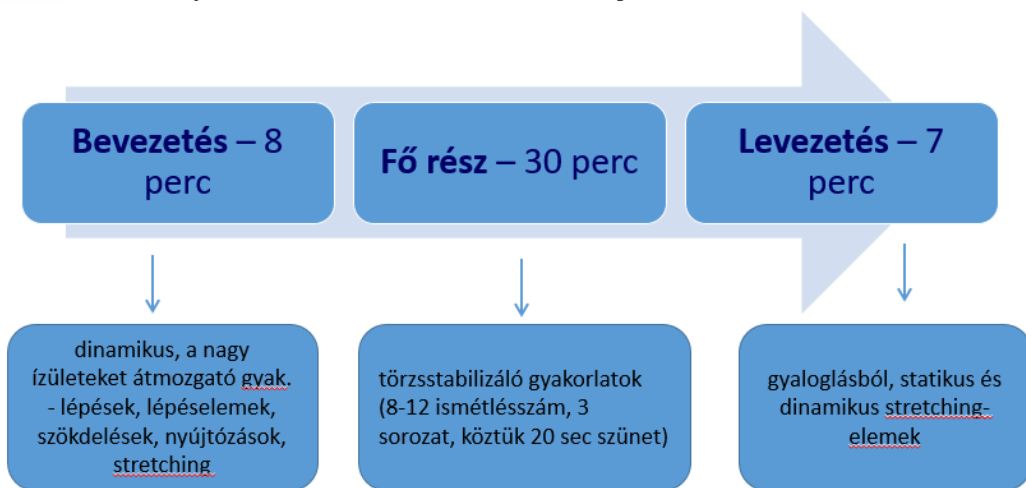 Bevezetés – 8
perc
Fő rész – 30 perc
Levezetés – 7
perc
dinamikus, a nagy
ízületeket átmozgató gyak.
- lépések, lépéselemek,
szökdelések, nyújtózások,
stretching
törzsstabilizáló gyakorlatok
(8-12 ismétlésszám, 3
sorozat, köztük 20 sec szünet)
gyaloglásból, statikus és
dinamikus stretching-
elemek